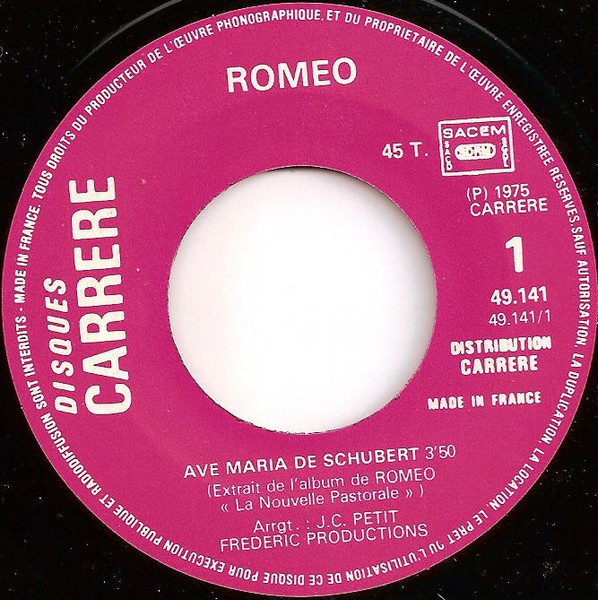 TOUS DROITS DU PRODUCTEUR DE L'ŒUVRE PHONOGRAPHIQUE, ET DU PROPRIETAIRE DE L'ŒUVRE ENREGISTREE RESERVES. SAUF AUTORISATION, LA DUPLICATION, LA LOCATION, LE PRET OU L'UTILISATION DE CE DISQUE POUR EXECUTION PUBLIQUE ET RADIODIFFUSION SONT INTERDITS - MADE IN FRANCE.
ROMEO
45 T.
SACEM
SACD
SDRM
SGDL
(P) 1975
CARRERE
DISQUES
CARRERE
1
49.141
49.141/1
DISTRIBUTION
CARRERE
MADE IN FRANCE
AVE MARIA DE SCHUBERT 3'50
(Extrait de l'album de ROMEO
« La Nouvelle Pastorale » )
Arrgt. : J.C. PETIT
FREDERIC PRODUCTIONS